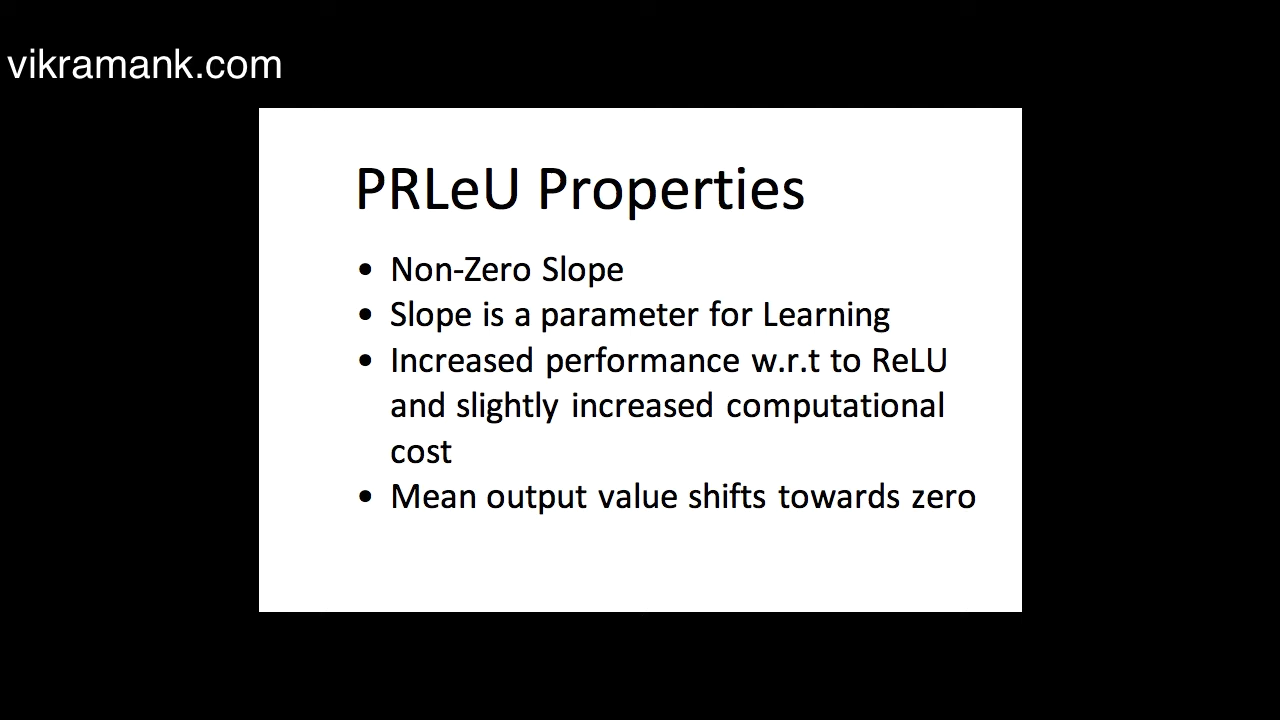 vikramank.com
PRLeU Properties
• Non-Zero Slope
• Slope is a parameter for Learning
• Increased performance w.r.t to ReLU
and slightly increased computational
cost
• Mean output value shifts towards zero